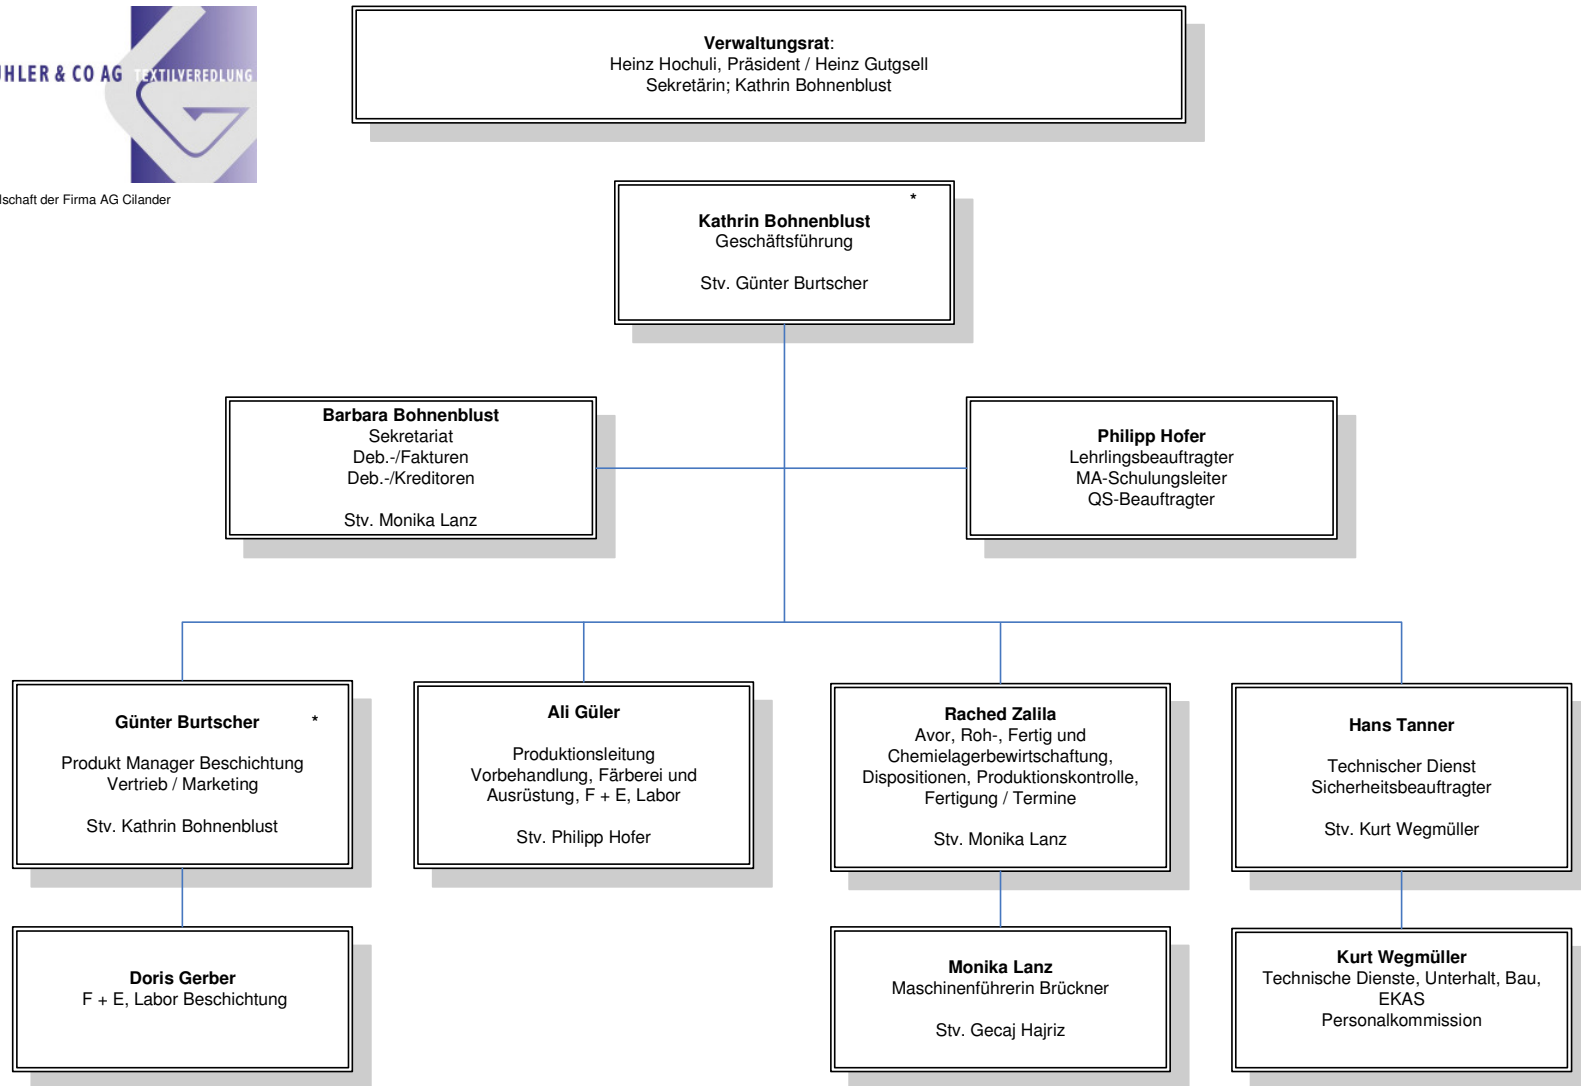 Verwaltungsrat:
Heinz Hochuli, Präsident / Heinz Gutgsell
Sekretärin; Kathrin Bohnenblust
& CO AG TEXTILVEREDLUNG
der Firma AG Cilander
*
Kathrin Bohnenblust
Geschäftsführung
Stv. Günter Burtscher
Barbara Bohnenblust
Sekretariat
Deb.-/Fakturen
Deb.-/Kreditoren
Stv. Monika Lanz
Philipp Hofer
Lehrlingsbeauftragter
MA-Schulungsleiter
QS-Beauftragter
Günter Burtscher *
Produkt Manager Beschichtung
Vertrieb / Marketing
Stv. Kathrin Bohnenblust
Ali Güler
Produktionsleitung
Vorbehandlung, Färberei und
Ausrüstung, F + E, Labor
Stv. Philipp Hofer
Rached Zalila
Avor, Roh-, Fertig und
Chemielagerbewirtschaftung,
Dispositionen, Produktionskontrolle,
Fertigung / Termine
Stv. Monika Lanz
Hans Tanner
Technischer Dienst
Sicherheitsbeauftragter
Stv. Kurt Wegmüller
Doris Gerber
F + E, Labor Beschichtung
Monika Lanz
Maschinenführerin Brückner
Stv. Gecaj Hajriz
Kurt Wegmüller
Technische Dienste, Unterhalt, Bau,
EKAS
Personalkommission